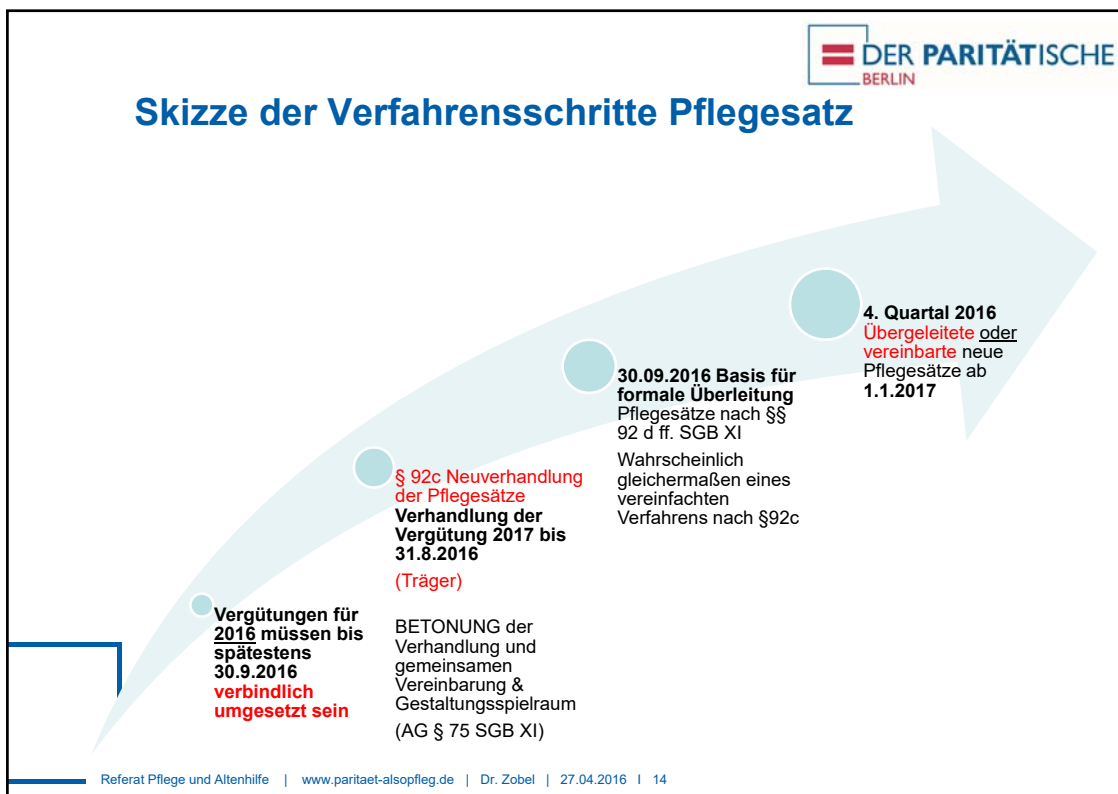 DER PARITÄTISCHE
BERLIN
Skizze der Verfahrensschritte Pflegesatz
Vergütungen für
2016 müssen bis
spätestens
30.9.2016
verbindlich
umgesetzt sein
§ 92c Neuverhandlung
der Pflegesätze
Verhandlung der
Vergütung 2017 bis
31.8.2016
(Träger)
BETONUNG der
Verhandlung und
gemeinsamen
Vereinbarung &
Gestaltungsspielraum
(AG § 75 SGB XI)
30.09.2016 Basis für
formale Überleitung
Pflegesätze nach §§
92 d ff. SGB XI
Wahrscheinlich
gleichermaßen eines
vereinfachten
Verfahrens nach §92c
4. Quartal 2016
Übergeleitete oder
vereinbarte neue
Pflegesätze ab
1.1.2017
Referat Pflege und Altenhilfe | www.paritaet-alsopfleg.de | Dr. Zobel | 27.04.2016 I 14